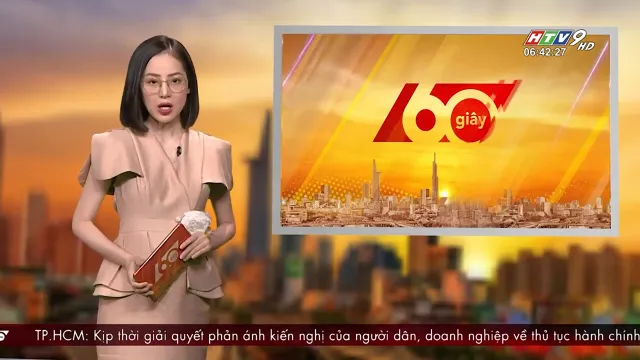 HTV9 HD
06:42:27
60 giây
60
TP.HCM: Kịp thời giải quyết phản ánh kiến nghị của người dân, doanh nghiệp về thủ tục hành chính